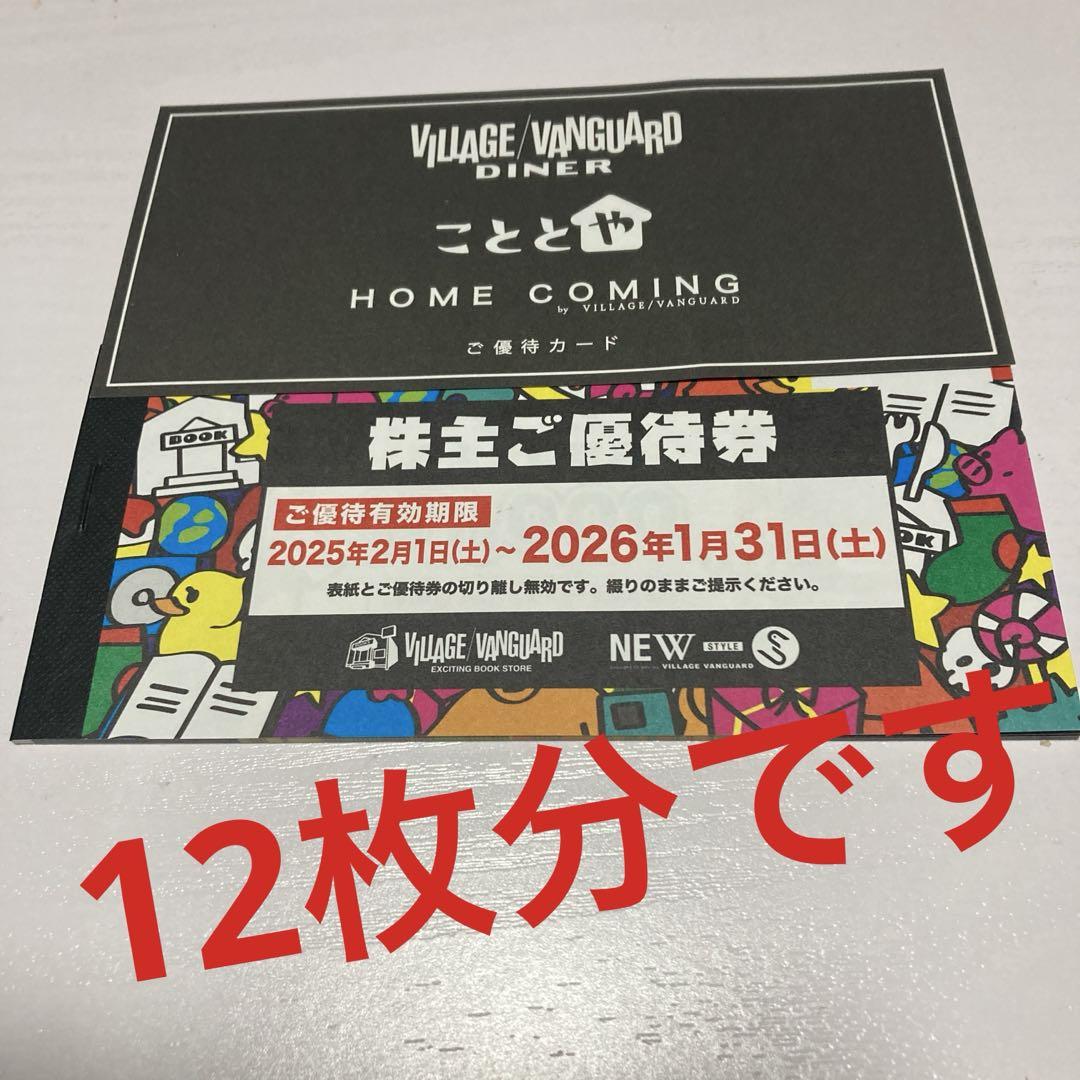 VILLAGE/VANGUARD
DINER
こととや
HOME COMING
by VILLAGE/VANGUARD
ご優待カード
BOOK
株主ご優待券
ご優待有効期限
2025年2月1日(土)~2026年1月31日(土)
表紙とご優待券の切り離し無効です。綴りのままご提示ください。
VILLAGE/VANGUARD
EXCITING BOOK STORE
NEW STYLE
VILLAGE VANGUARD
OK
12枚分です